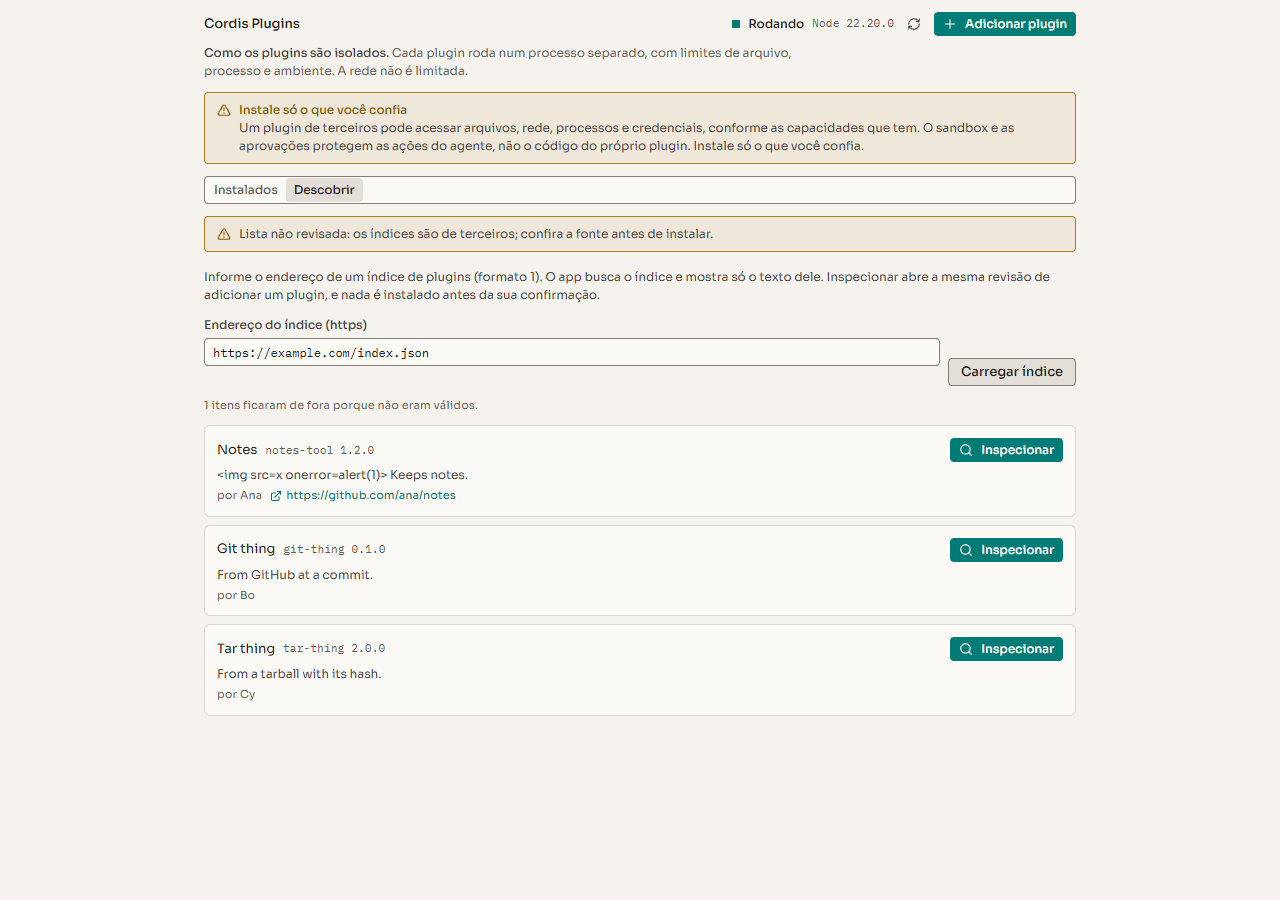 Cordis Plugins
Rodando Node 22.20.0
Adicionar plugin
Como os plugins são isolados. Cada plugin roda num processo separado, com limites de arquivo,
processo e ambiente. A rede não é limitada.
Instale só o que você confia
Um plugin de terceiros pode acessar arquivos, rede, processos e credenciais, conforme as capacidades que tem. O sandbox e as
aprovações protegem as ações do agente, não o código do próprio plugin. Instale só o que você confia.
Instalados Descobrir
Lista não revisada: os índices são de terceiros; confira a fonte antes de instalar.
Informe o endereço de um índice de plugins (formato 1). O app busca o índice e mostra só o texto dele. Inspecionar abre a mesma revisão de
adicionar um plugin, e nada é instalado antes da sua confirmação.
Endereço do índice (https)
https://example.com/index.json
Carregar índice
1 itens ficaram de fora porque não eram válidos.
Notes notes-tool 1.2.0
Inspecionar
<img src=x onerror=alert(1)> Keeps notes.
por Ana https://github.com/ana/notes
Git thing git-thing 0.1.0
Inspecionar
From GitHub at a commit.
por Bo
Tar thing tar-thing 2.0.0
Inspecionar
From a tarball with its hash.
por Cy